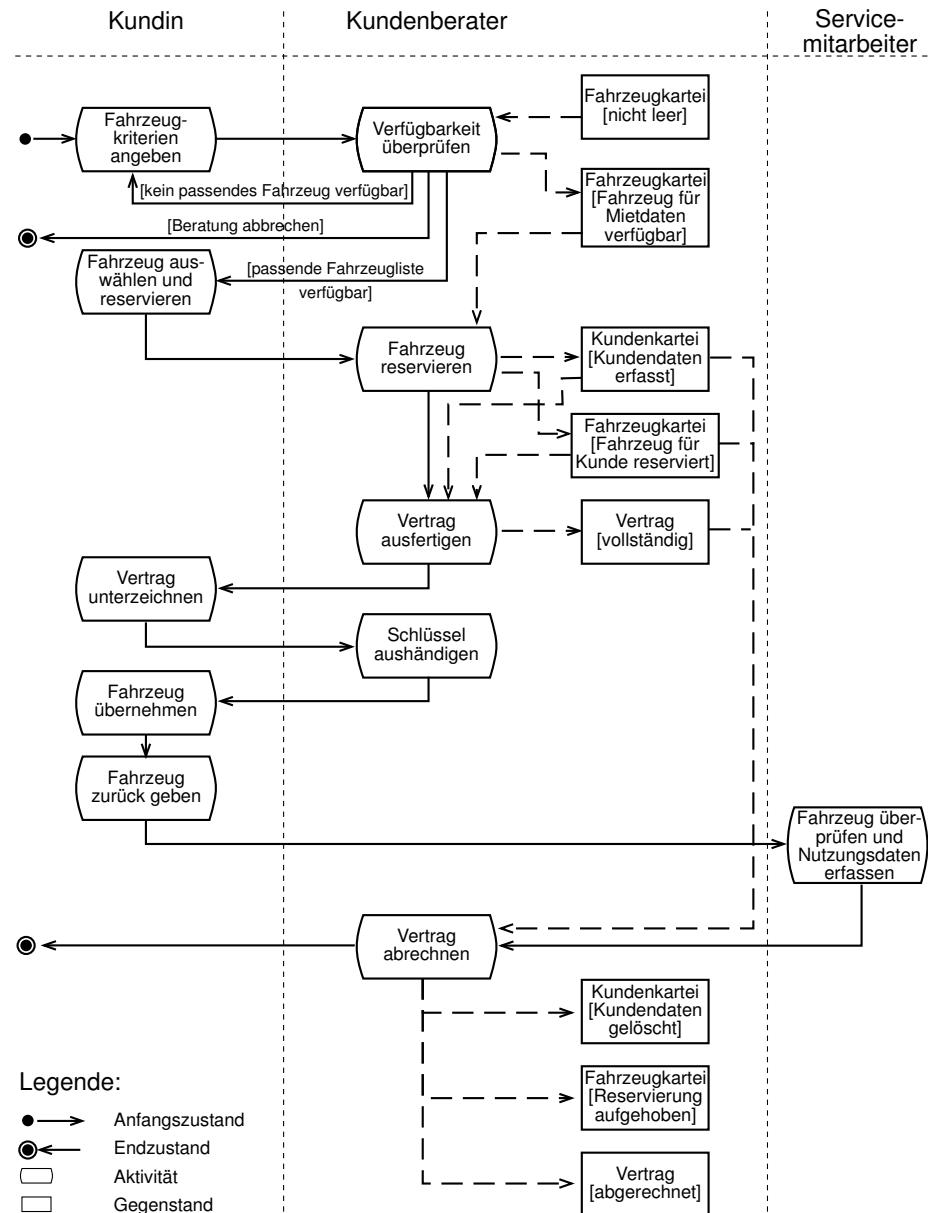 Kundin
Kundenberater
Service-
mitarbeiter
Fahrzeug-
kriterien
angeben
Verfügbarkeit
überprüfen
Fahrzeugkartei
[nicht leer]
[kein passendes Fahrzeug verfügbar]
Fahrzeugkartei
[Fahrzeug für
Mietdaten
verfügbar]
[Beratung abbrechen]
Fahrzeug aus-
wählen und
reservieren
[passende Fahrzeugliste
verfügbar]
Fahrzeug
reservieren
Kundenkartei
[Kundendaten
erfasst]
Fahrzeugkartei
[Fahrzeug für
Kunde reserviert]
Vertrag
ausfertigen
Vertrag
[vollständig]
Vertrag
unterzeichnen
Schlüssel
aushändigen
Fahrzeug
übernehmen
Fahrzeug
zurück geben
Fahrzeug über-
prüfen und
Nutzungsdaten
erfassen
Vertrag
abrechnen
Kundenkartei
[Kundendaten
gelöscht]
Fahrzeugkartei
[Reservierung
aufgehoben]
Vertrag
[abgerechnet]
Legende:
Anfangszustand
Endzustand
Aktivität
Gegenstand